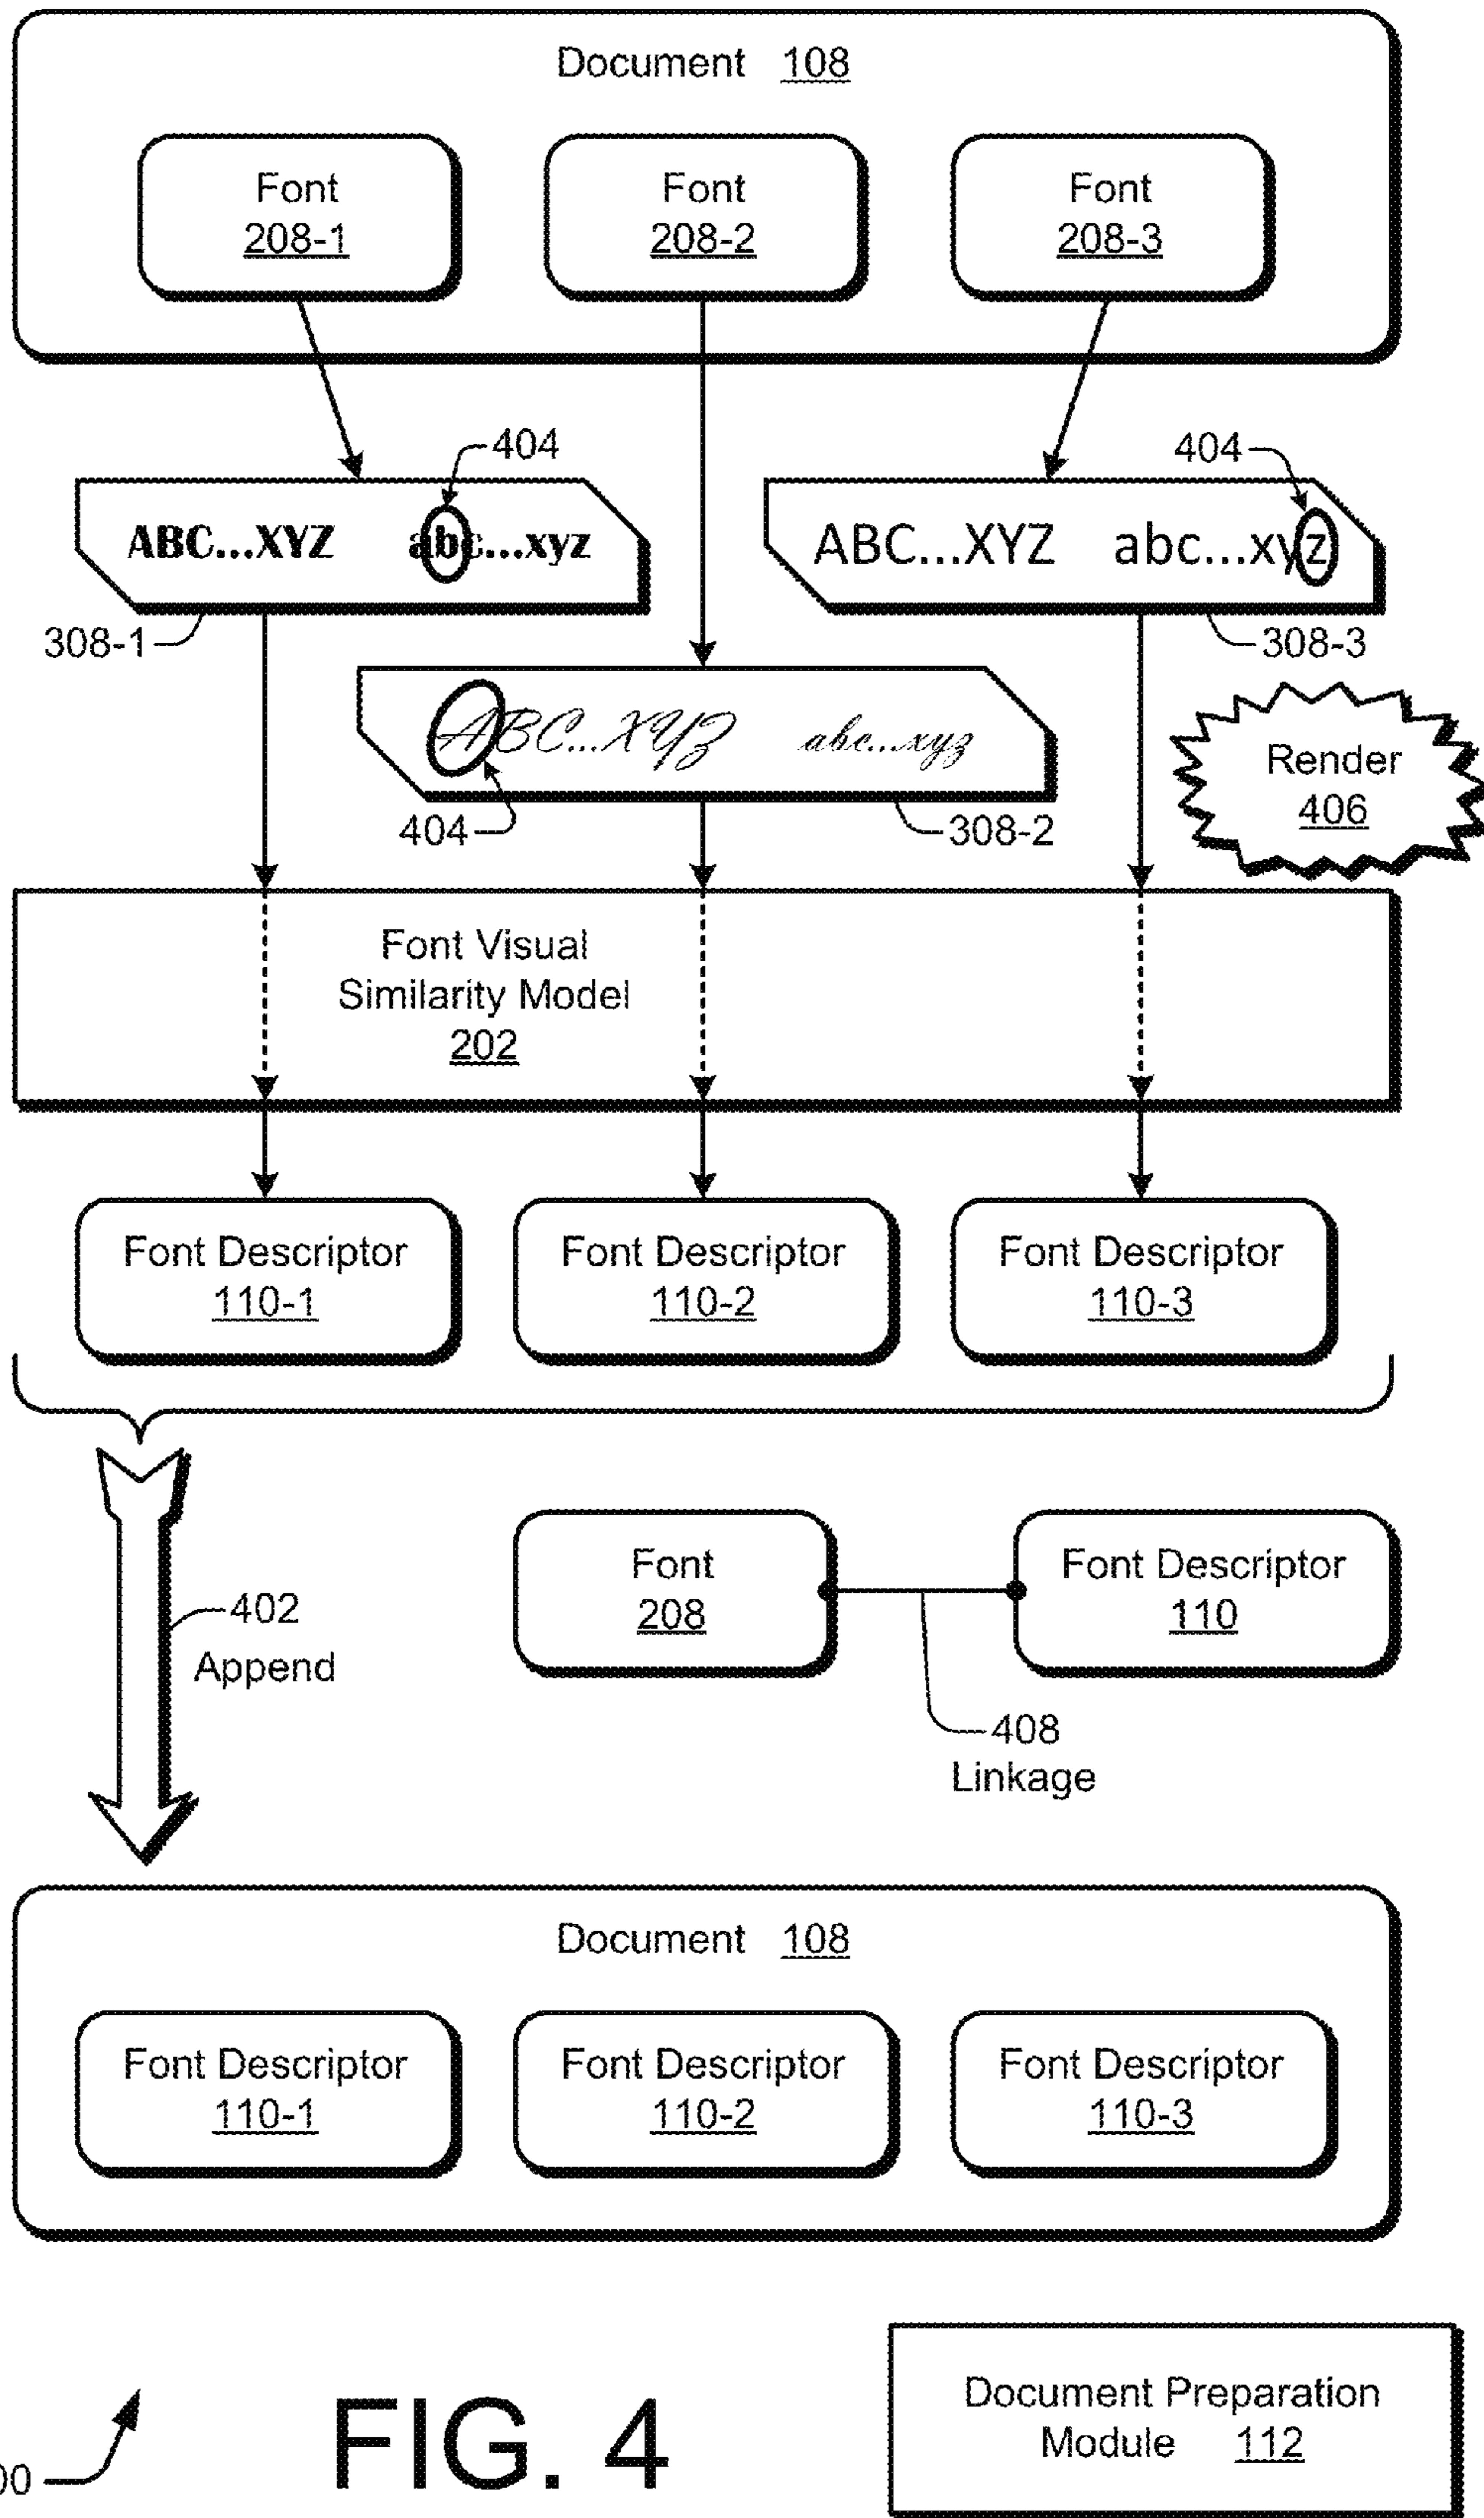 Document 108
Font
208-1
Font
208-2
Font
208-3
404
404
ABC...XYZ abc...xyz
ABC...XYZ abc...xyz
308-1
308-3
ABC...XYZ abc...xyz
Render
406
404
308-2
Font Visual
Similarity Model
202
Font Descriptor
110-1
Font Descriptor
110-2
Font Descriptor
110-3
Font
208
Font Descriptor
110
402
Append
408
Linkage
Document 108
Font Descriptor
110-1
Font Descriptor
110-2
Font Descriptor
110-3
Document Preparation
Module 112
00
FIG. 4